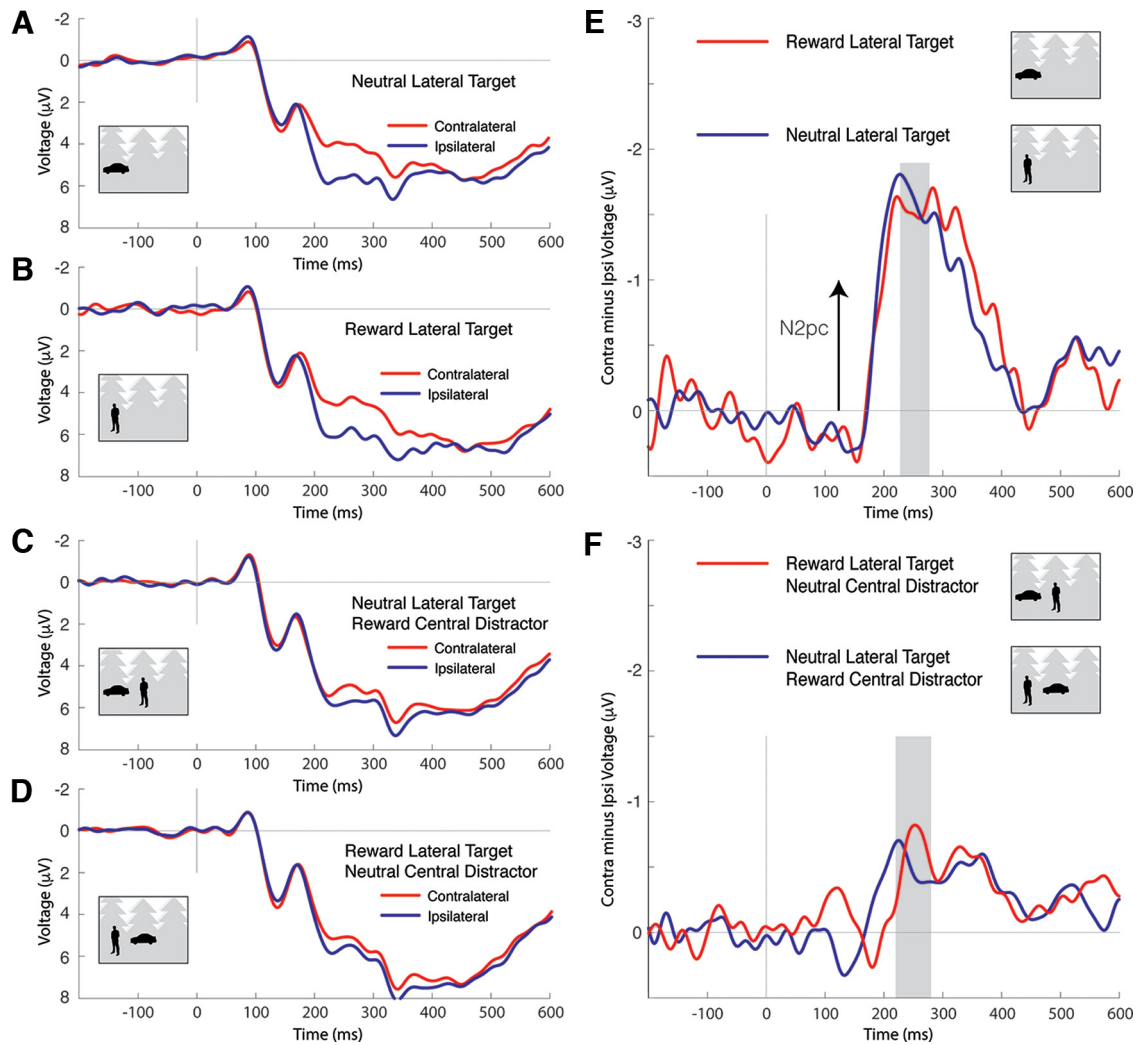 A
-2
0
2
4
6
8
Voltage (µV)
Neutral Lateral Target
Contralateral
Ipsilateral
-100 0 100 200 300 400 500 600
Time (ms)
B
-2
0
2
4
6
8
Voltage (µV)
Reward Lateral Target
Contralateral
Ipsilateral
-100 0 100 200 300 400 500 600
Time (ms)
C
-2
0
2
4
6
8
Voltage (µV)
Neutral Lateral Target
Reward Central Distractor
Contralateral
Ipsilateral
-100 0 100 200 300 400 500 600
Time (ms)
D
-2
0
2
4
6
8
Voltage (µV)
Reward Lateral Target
Neutral Central Distractor
Contralateral
Ipsilateral
-100 0 100 200 300 400 500 600
Time (ms)
E
-3
-2
-1
0
Contra minus Ipsi Voltage (µV)
Reward Lateral Target
Neutral Lateral Target
N2pc
-100 0 100 200 300 400 500 600
Time (ms)
F
-3
-2
-1
0
Contra minus Ipsi Voltage (µV)
Reward Lateral Target
Neutral Central Distractor
Neutral Lateral Target
Reward Central Distractor
-100 0 100 200 300 400 500 600
Time (ms)